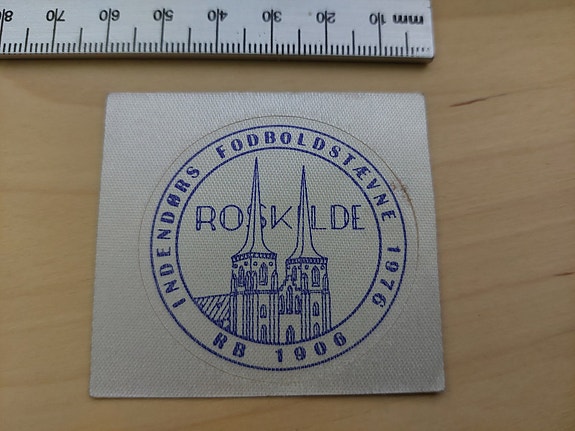 mm 10 20 30 40 50 60 70 8
INDENDØRS FODBOLDSTÆVNE 1976
ROSKILDE
RB 1906